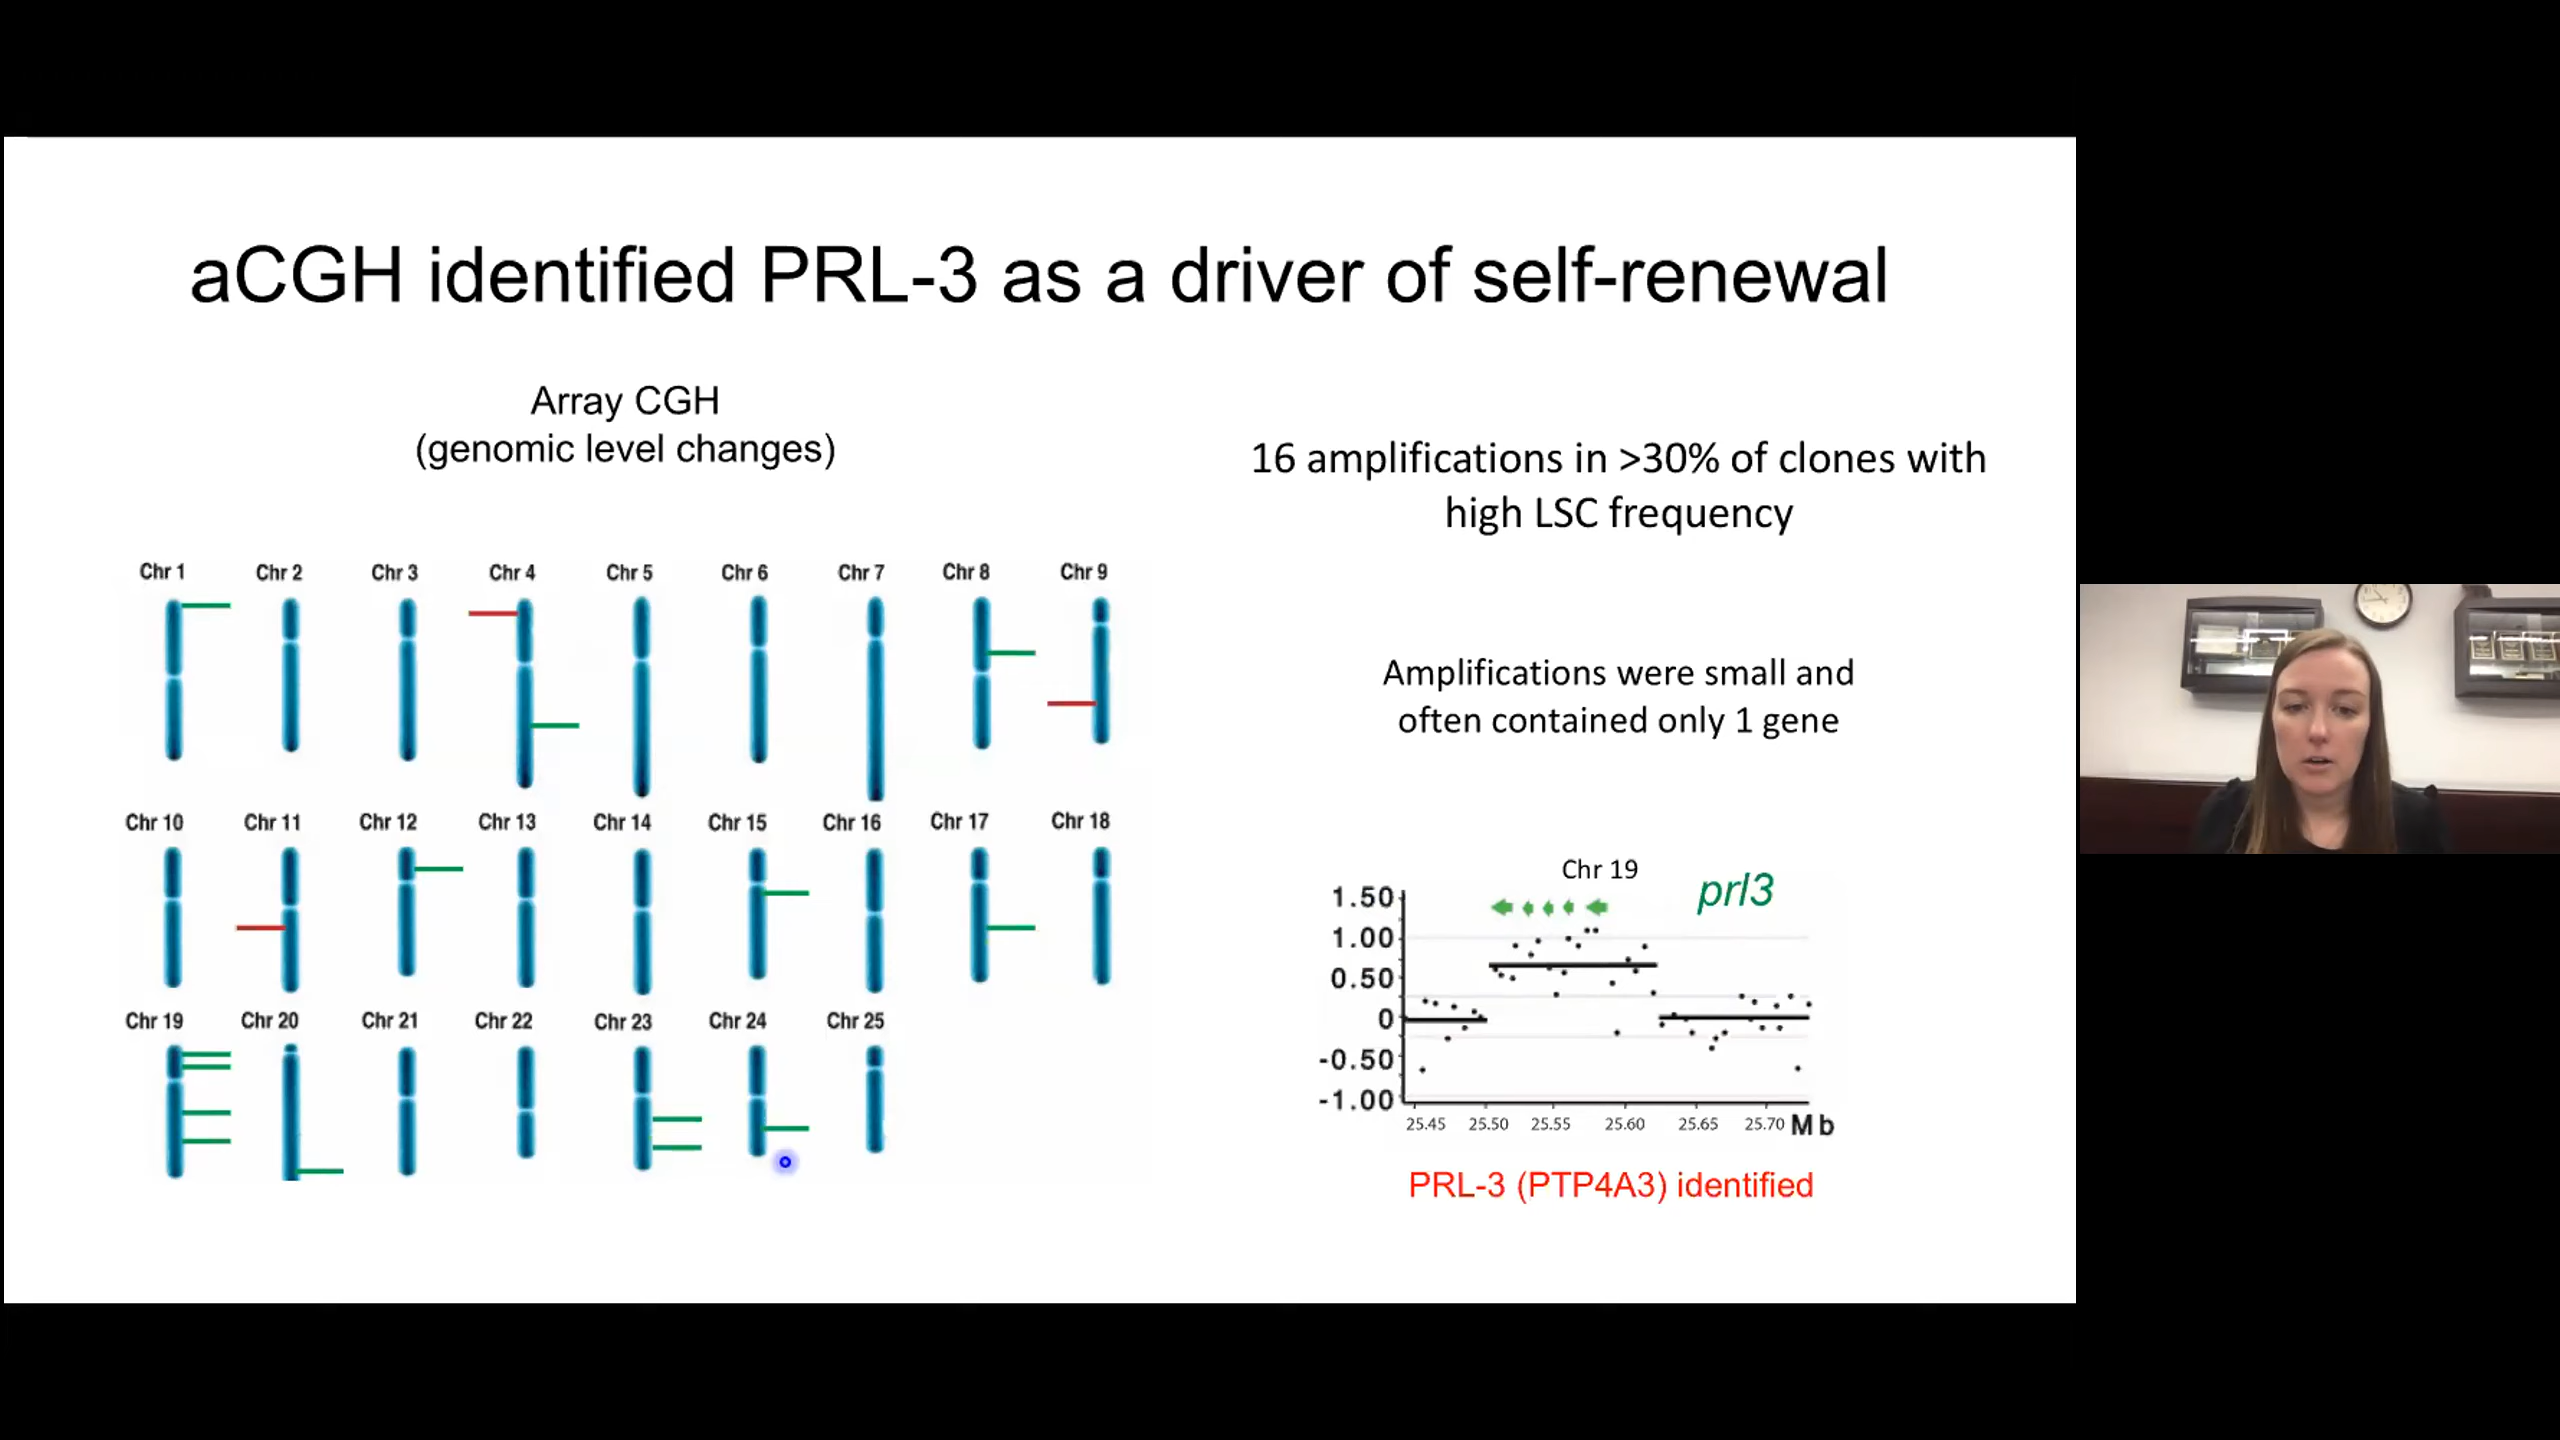 aCGH identified PRL-3 as a driver of self-renewal
Array CGH
(genomic level changes)
Chr 1 Chr 2 Chr 3 Chr 4 Chr 5 Chr 6 Chr 7 Chr 8 Chr 9
Chr 10 Chr 11 Chr 12 Chr 13 Chr 14 Chr 15 Chr 16 Chr 17 Chr 18
Chr 19 Chr 20 Chr 21 Chr 22 Chr 23 Chr 24 Chr 25
16 amplifications in >30% of clones with
high LSC frequency
Amplifications were small and
often contained only 1 gene
Chr 19
prl3
1.50
1.00
0.50
0
-0.50
-1.00
25.45 25.50 25.55 25.60 25.65 25.70 Mb
PRL-3 (PTP4A3) identified